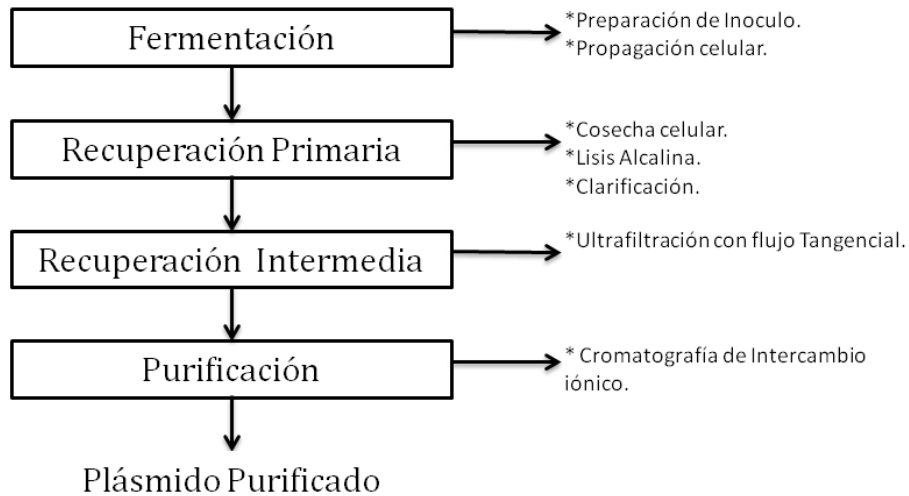 Fermentación
*Preparación de Inoculo.
*Propagación celular.
Recuperación Primaria
*Cosecha celular.
*Lisis Alcalina.
*Clarificación.
Recuperación Intermedia
*Ultrafiltración con flujo Tangencial.
Purificación
* Cromatografía de Intercambio
iónico.
Plásmido Purificado